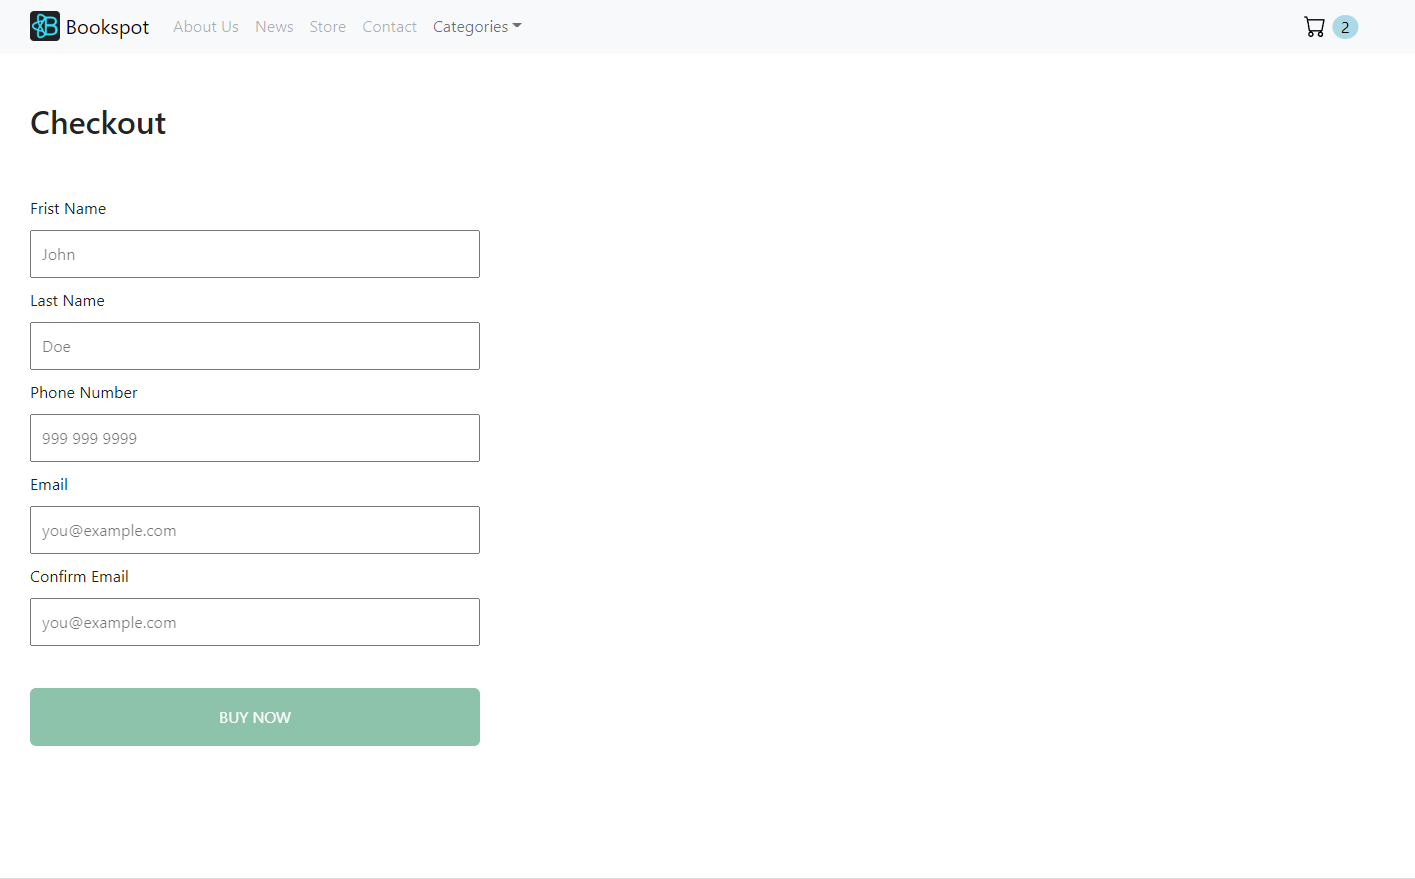 Bookspot About Us News Store Contact Categories 2
Checkout
Frist Name
John
Last Name
Doe
Phone Number
999 999 9999
Email
you@example.com
Confirm Email
you@example.com
BUY NOW